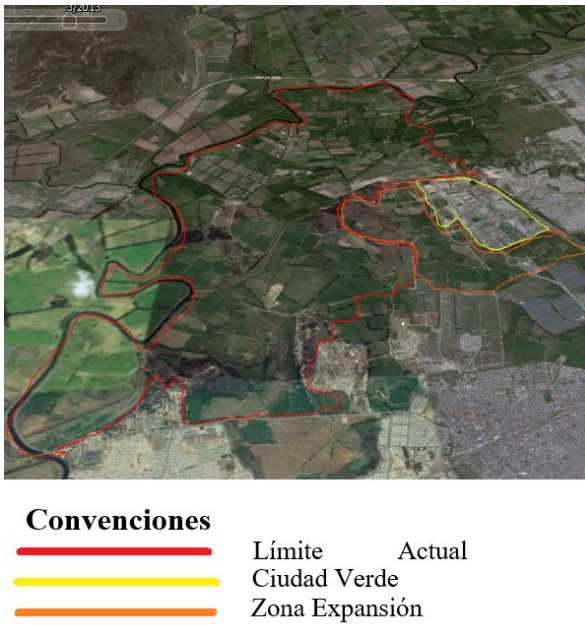 3/2013
Convenciones
Límite Actual
Ciudad Verde
Zona Expansión